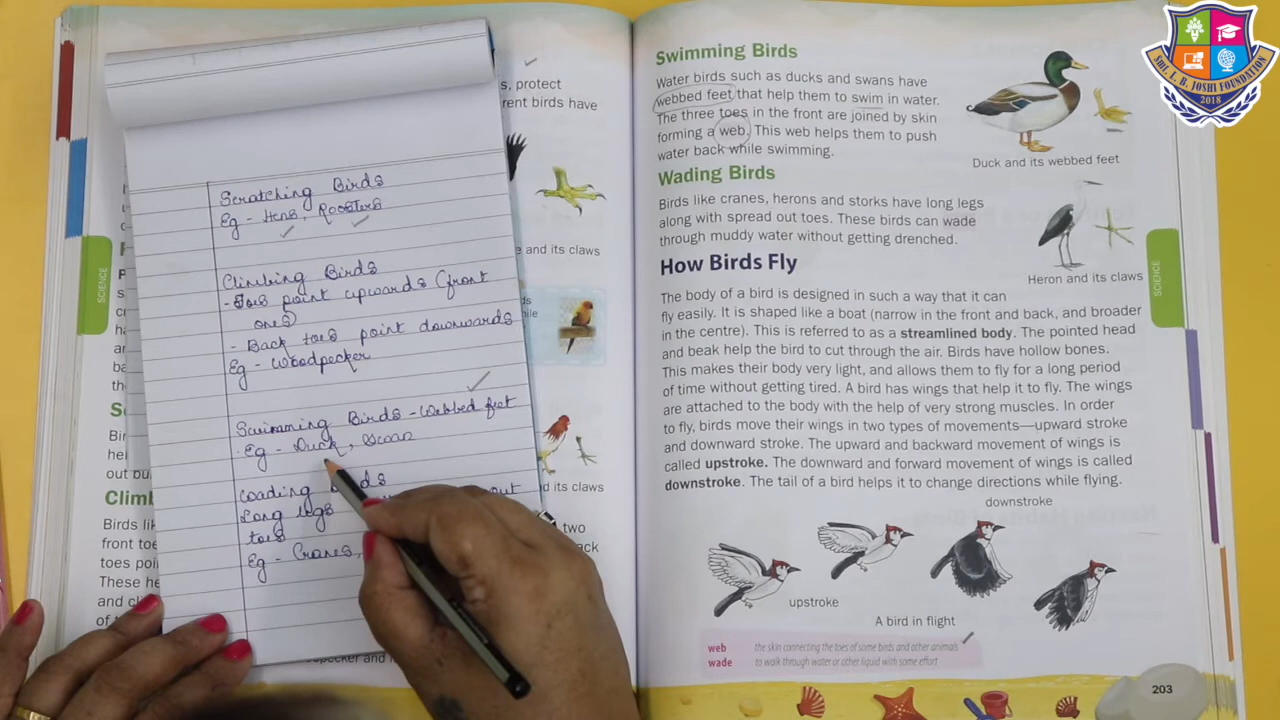 Scratching Birds
Eg - Hens, Roosters
Climbing Birds
- Toes point upwards (front
ones)
- Back toes point downwards
Eg - Woodpecker
Swimming Birds - Webbed feet
Eg - Duck, Swan
Wading Birds
Long legs out
toes
Eg - Cranes,
s, protect
rent birds have
e and its claws
d its claws
two
SCIENCE
Climb
Birds lik
front toe
toes poi
These he
and cl
Swimming Birds
Water birds such as ducks and swans have
webbed feet that help them to swim in water.
The three toes in the front are joined by skin
forming a web. This web helps them to push
water back while swimming.
Duck and its webbed feet
Wading Birds
Birds like cranes, herons and storks have long legs
along with spread out toes. These birds can wade
through muddy water without getting drenched.
Heron and its claws
How Birds Fly
The body of a bird is designed in such a way that it can
fly easily. It is shaped like a boat (narrow in the front and back, and broader
in the centre). This is referred to as a streamlined body. The pointed head
and beak help the bird to cut through the air. Birds have hollow bones.
This makes their body very light, and allows them to fly for a long period
of time without getting tired. A bird has wings that help it to fly. The wings
are attached to the body with the help of very strong muscles. In order
to fly, birds move their wings in two types of movements—upward stroke
and downward stroke. The upward and backward movement of wings is
called upstroke. The downward and forward movement of wings is called
downstroke. The tail of a bird helps it to change directions while flying.
downstroke
upstroke
A bird in flight
web the skin connecting the toes of some birds and other animals
wade to walk through water or other liquid with some effort
SCIENCE
203
SHI. L. B. JOSHI FOUNDATION
2018